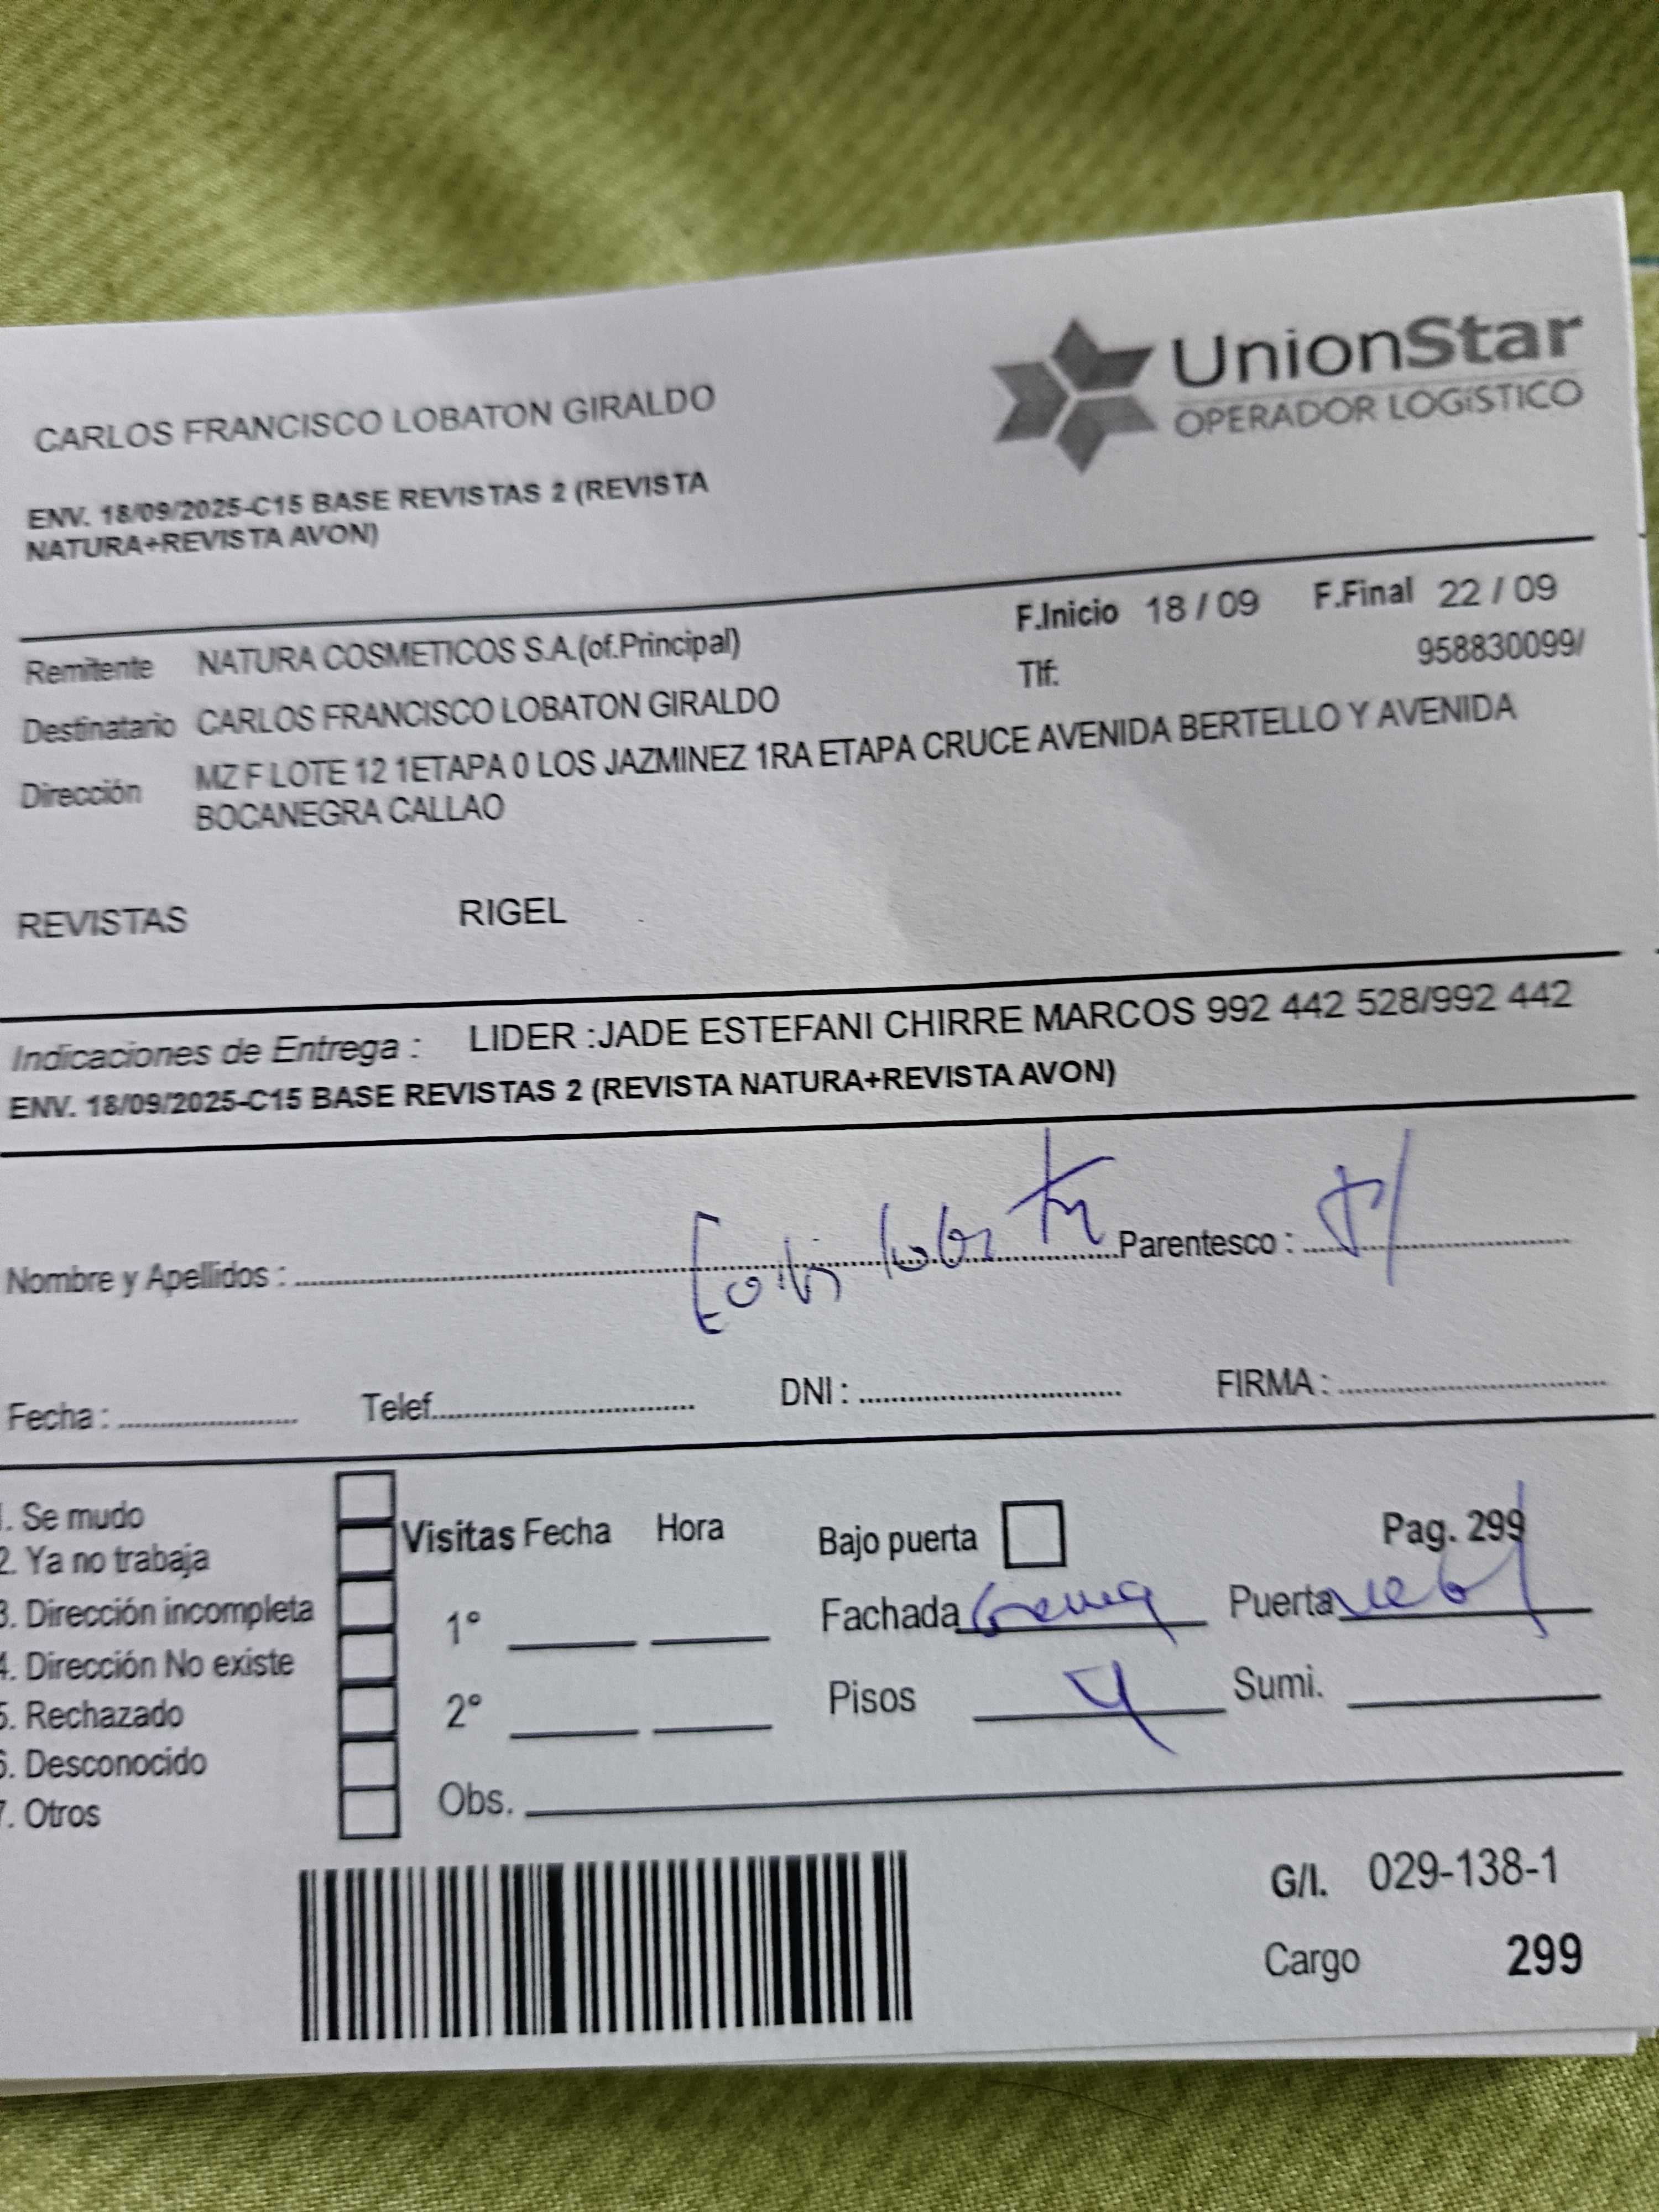 UnionStar
OPERADOR LOGÍSTICO
CARLOS FRANCISCO LOBATON GIRALDO
ENV. 18/09/2025-C15 BASE REVISTAS 2 (REVISTA
NATURA+REVISTA AVON)
F.Inicio 18 / 09 F.Final 22 / 09
Remitente NATURA COSMETICOS S.A.(of.Principal)
Tlf: 958830099/
Destinatario CARLOS FRANCISCO LOBATON GIRALDO
Dirección MZ F LOTE 12 1ETAPA 0 LOS JAZMINEZ 1RA ETAPA CRUCE AVENIDA BERTELLO Y AVENIDA
BOCANEGRA CALLAO
REVISTAS RIGEL
Indicaciones de Entrega : LIDER :JADE ESTEFANI CHIRRE MARCOS 992 442 528/992 442
ENV. 18/09/2025-C15 BASE REVISTAS 2 (REVISTA NATURA+REVISTA AVON)
Nombre y Apellidos : Parentesco :
Fecha : Telef. DNI : FIRMA :
1. Se mudo
2. Ya no trabaja
3. Dirección incompleta
4. Dirección No existe
5. Rechazado
6. Desconocido
7. Otros
Visitas Fecha Hora
1°
2°
Obs.
Bajo puerta Pag. 299
Fachada Puerta
Pisos 4 Sumi.
G/I. 029-138-1
Cargo 299